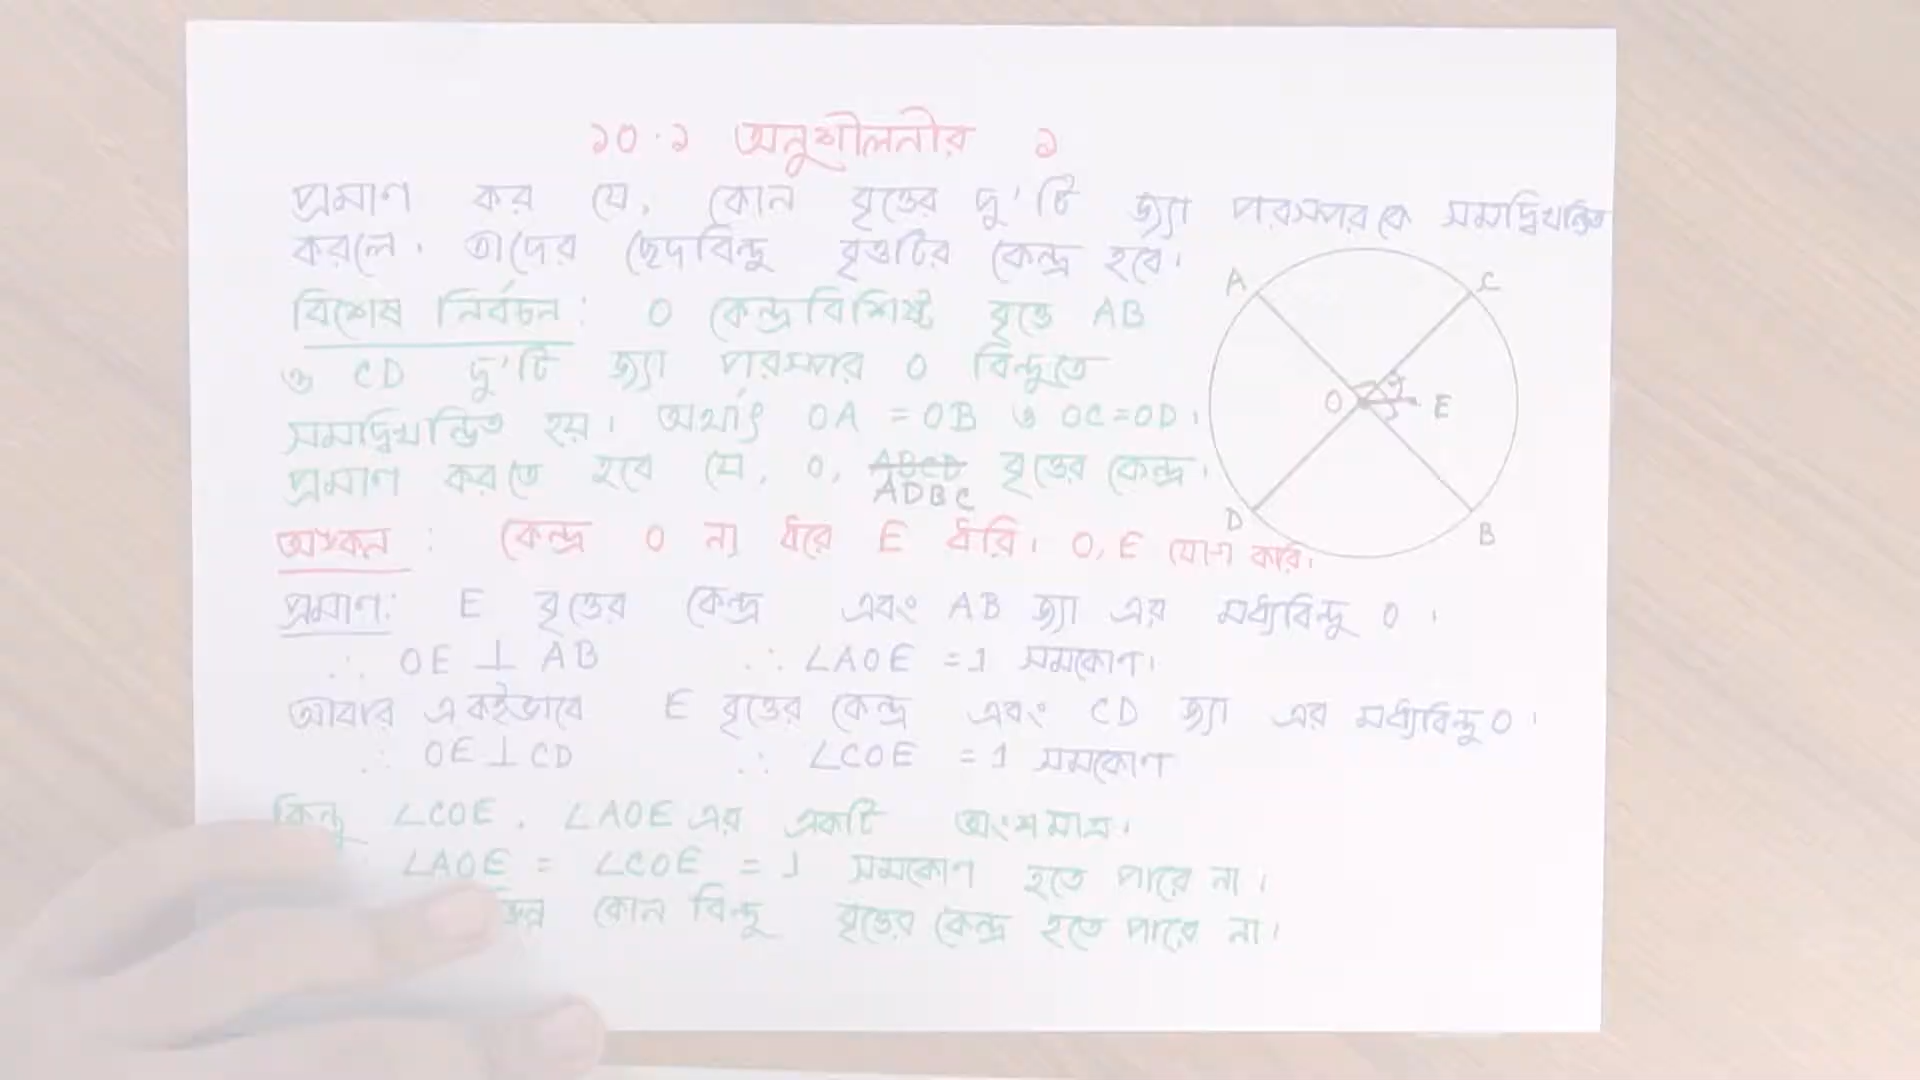 ১০.১ অনুশীলনীর ১
প্রমাণ কর যে, কোন বৃত্তের দু'টি জ্যা পরস্পরকে সমদ্বিখন্ডিত
করলে। তাদের ছেদবিন্দু বৃত্তটির কেন্দ্র হবে।
বিশেষ নির্বচন: O কেন্দ্রবিশিষ্ট বৃত্তে AB
ও CD দু'টি জ্যা পরস্পর O বিন্দুতে
সমদ্বিখন্ডিত হয়। অর্থাৎ OA = OB ও OC=OD।
প্রমাণ করতে হবে যে, O, ABCD বৃত্তের কেন্দ্র।
ADBC
অঙ্কন: কেন্দ্র O না ধরে E ধরি। O, E যোগ করি।
প্রমাণ: E বৃত্তের কেন্দ্র এবং AB জ্যা এর মধ্যবিন্দু O।
∴ OE ⊥ AB ∴ ∠AOE = 1 সমকোণ।
আবার একইভাবে E বৃত্তের কেন্দ্র এবং CD জ্যা এর মধ্যবিন্দু O।
∴ OE ⊥ CD ∴ ∠COE = 1 সমকোণ
কিন্তু ∠COE, ∠AOE এর একটি অংশমাত্র।
∠AOE = ∠COE = 1 সমকোণ হতে পারে না।
কোন বিন্দু বৃত্তের কেন্দ্র হতে পারে না।
A
C
O
E
D
B